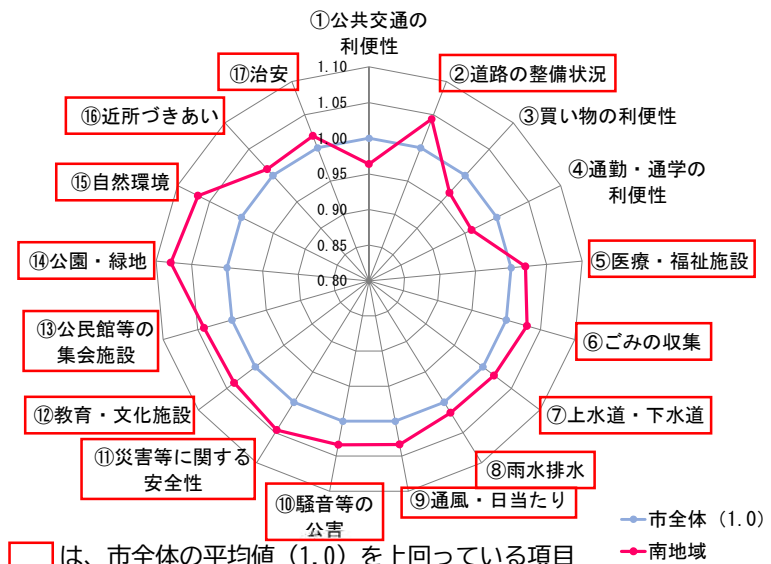 ①公共交通の
利便性
②道路の整備状況
③買い物の利便性
④通勤・通学の
利便性
⑤医療・福祉施設
⑥ごみの収集
⑦上水道・下水道
⑧雨水排水
⑨通風・日当たり
⑩騒音等の
公害
⑪災害等に関する
安全性
⑫教育・文化施設
⑬公民館等の
集会施設
⑭公園・緑地
⑮自然環境
⑯近所づきあい
⑰治安
1.10
1.05
1.00
0.95
0.90
0.85
0.80
市全体（1.0）
南地域
は、市全体の平均値（1.0）を上回っている項目